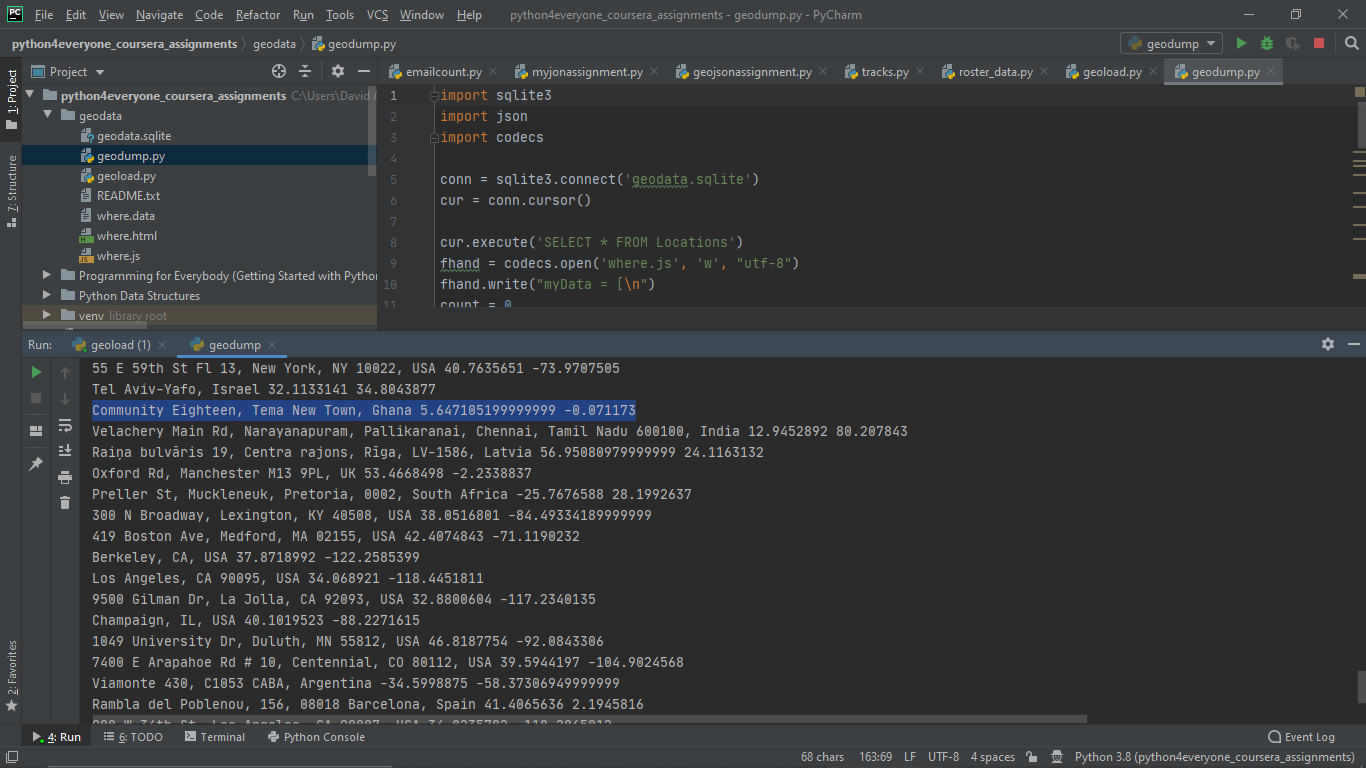 PC File Edit View Navigate Code Refactor Run Tools VCS Window Help python4everyone_coursera_assignments - geodump.py - PyCharm
python4everyone_coursera_assignments geodata geodump.py geodump
1: Project
7: Structure
2: Favorites
Project
emailcount.py myjonassignment.py geojsonassignment.py tracks.py roster_data.py geoload.py geodump.py
python4everyone_coursera_assignments C:\Users\David A
geodata
geodata.sqlite
geodump.py
geoload.py
README.txt
where.data
where.html
where.js
Programming for Everybody (Getting Started with Python
Python Data Structures
venv library root
1 import sqlite3
2 import json
3 import codecs
4
5 conn = sqlite3.connect('geodata.sqlite')
6 cur = conn.cursor()
7
8 cur.execute('SELECT * FROM Locations')
9 fhand = codecs.open('where.js', 'w', "utf-8")
10 fhand.write("myData = [\n")
11 count = 0
Run: geoload (1) geodump
55 E 59th St Fl 13, New York, NY 10022, USA 40.7635651 -73.9707505
Tel Aviv-Yafo, Israel 32.1133141 34.8043877
Community Eighteen, Tema New Town, Ghana 5.647105199999999 -0.071173
Velachery Main Rd, Narayanapuram, Pallikaranai, Chennai, Tamil Nadu 600100, India 12.9452892 80.207843
Raiņa bulvāris 19, Centra rajons, Rīga, LV-1586, Latvia 56.95080979999999 24.1163132
Oxford Rd, Manchester M13 9PL, UK 53.4668498 -2.2338837
Preller St, Muckleneuk, Pretoria, 0002, South Africa -25.7676588 28.1992637
300 N Broadway, Lexington, KY 40508, USA 38.0516801 -84.49334189999999
419 Boston Ave, Medford, MA 02155, USA 42.4074843 -71.1190232
Berkeley, CA, USA 37.8718992 -122.2585399
Los Angeles, CA 90095, USA 34.068921 -118.4451811
9500 Gilman Dr, La Jolla, CA 92093, USA 32.8800604 -117.2340135
Champaign, IL, USA 40.1019523 -88.2271615
1049 University Dr, Duluth, MN 55812, USA 46.8187754 -92.0843306
7400 E Arapahoe Rd # 10, Centennial, CO 80112, USA 39.5944197 -104.9024568
Viamonte 430, C1053 CABA, Argentina -34.5998875 -58.37306949999999
Rambla del Poblenou, 156, 08018 Barcelona, Spain 41.4065636 2.1945816
4: Run 6: TODO Terminal Python Console Event Log
68 chars 163:69 LF UTF-8 4 spaces Python 3.8 (python4everyone_coursera_assignments)